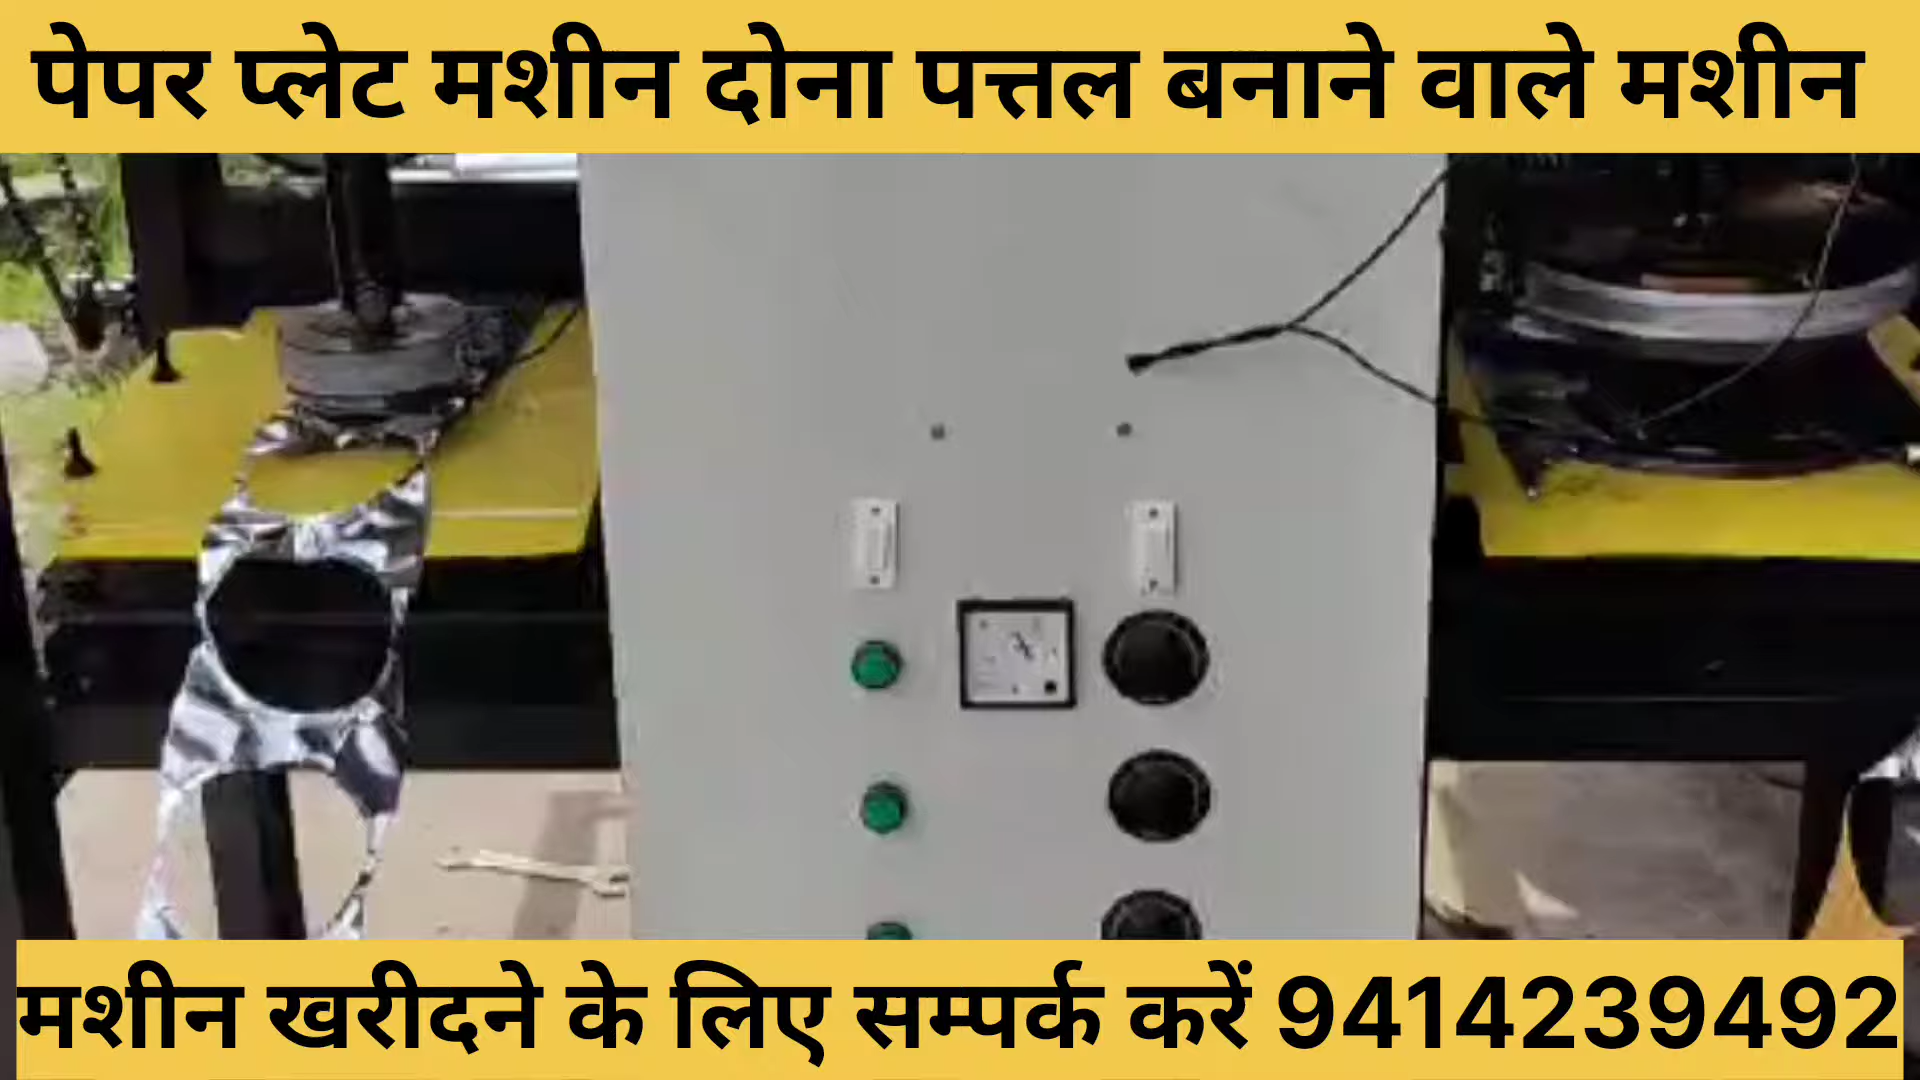 पेपर प्लेट मशीन दोना पत्तल बनाने वाले मशीन
मशीन खरीदने के लिए सम्पर्क करें 9414239492